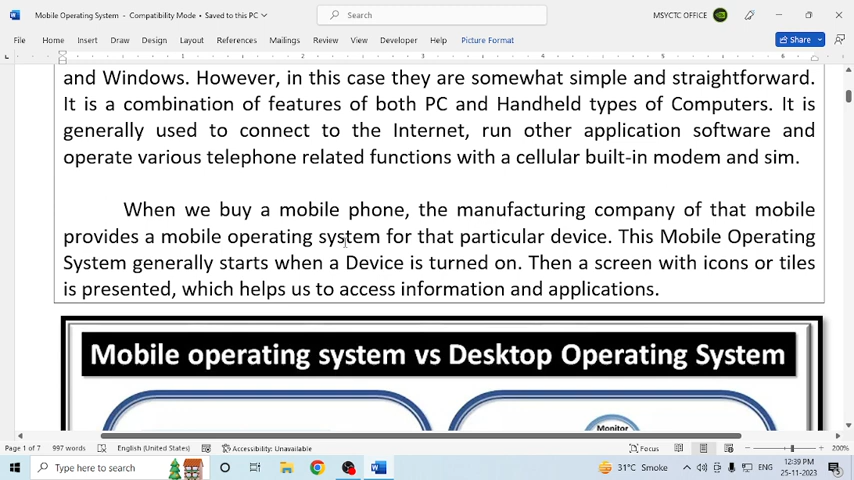 Mobile Operating System - Compatibility Mode • Saved to this PC
Search
MSYCTC OFFICE
File Home Insert Draw Design Layout References Mailings Review View Developer Help Picture Format
Share
and Windows. However, in this case they are somewhat simple and straightforward.
It is a combination of features of both PC and Handheld types of Computers. It is
generally used to connect to the Internet, run other application software and
operate various telephone related functions with a cellular built-in modem and sim.
When we buy a mobile phone, the manufacturing company of that mobile
provides a mobile operating system for that particular device. This Mobile Operating
System generally starts when a Device is turned on. Then a screen with icons or tiles
is presented, which helps us to access information and applications.
Mobile operating system vs Desktop Operating System
Monitor
Page 1 of 7 997 words English (United States) Accessibility: Unavailable Focus 200%
Type here to search 31°C Smoke ENG 12:39 PM
25-11-2023